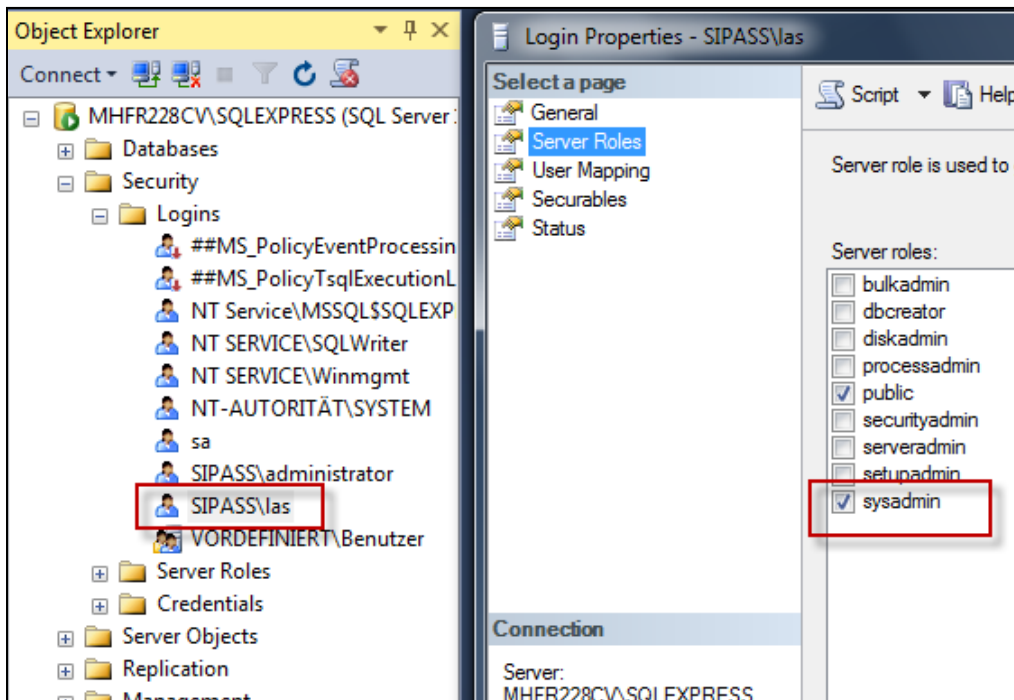 Object Explorer
Connect
MHFR228CV\SQLEXPRESS (SQL Server
Databases
Security
Logins
##MS_PolicyEventProcessin
##MS_PolicyTsqlExecutionL
NT Service\MSSQL$SQLEXP
NT SERVICE\SQLWriter
NT SERVICE\Winmgmt
NT-AUTORITÄT\SYSTEM
sa
SIPASS\administrator
SIPASS\las
VORDEFINIERT\Benutzer
Server Roles
Credentials
Server Objects
Replication
Management
Login Properties - SIPASS\las
Select a page
General
Server Roles
User Mapping
Securables
Status
Connection
Server:
MHFR228CV\SQLEXPRESS
Script Help
Server role is used to
Server roles:
bulkadmin
dbcreator
diskadmin
processadmin
public
securityadmin
serveradmin
setupadmin
sysadmin